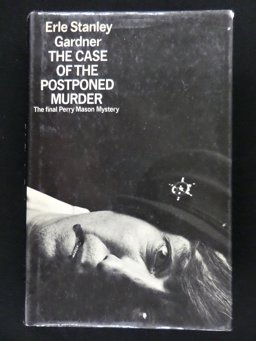 Erle Stanley
Gardner
THE CASE
OF THE
POSTPONED
MURDER
The final Perry Mason Mystery